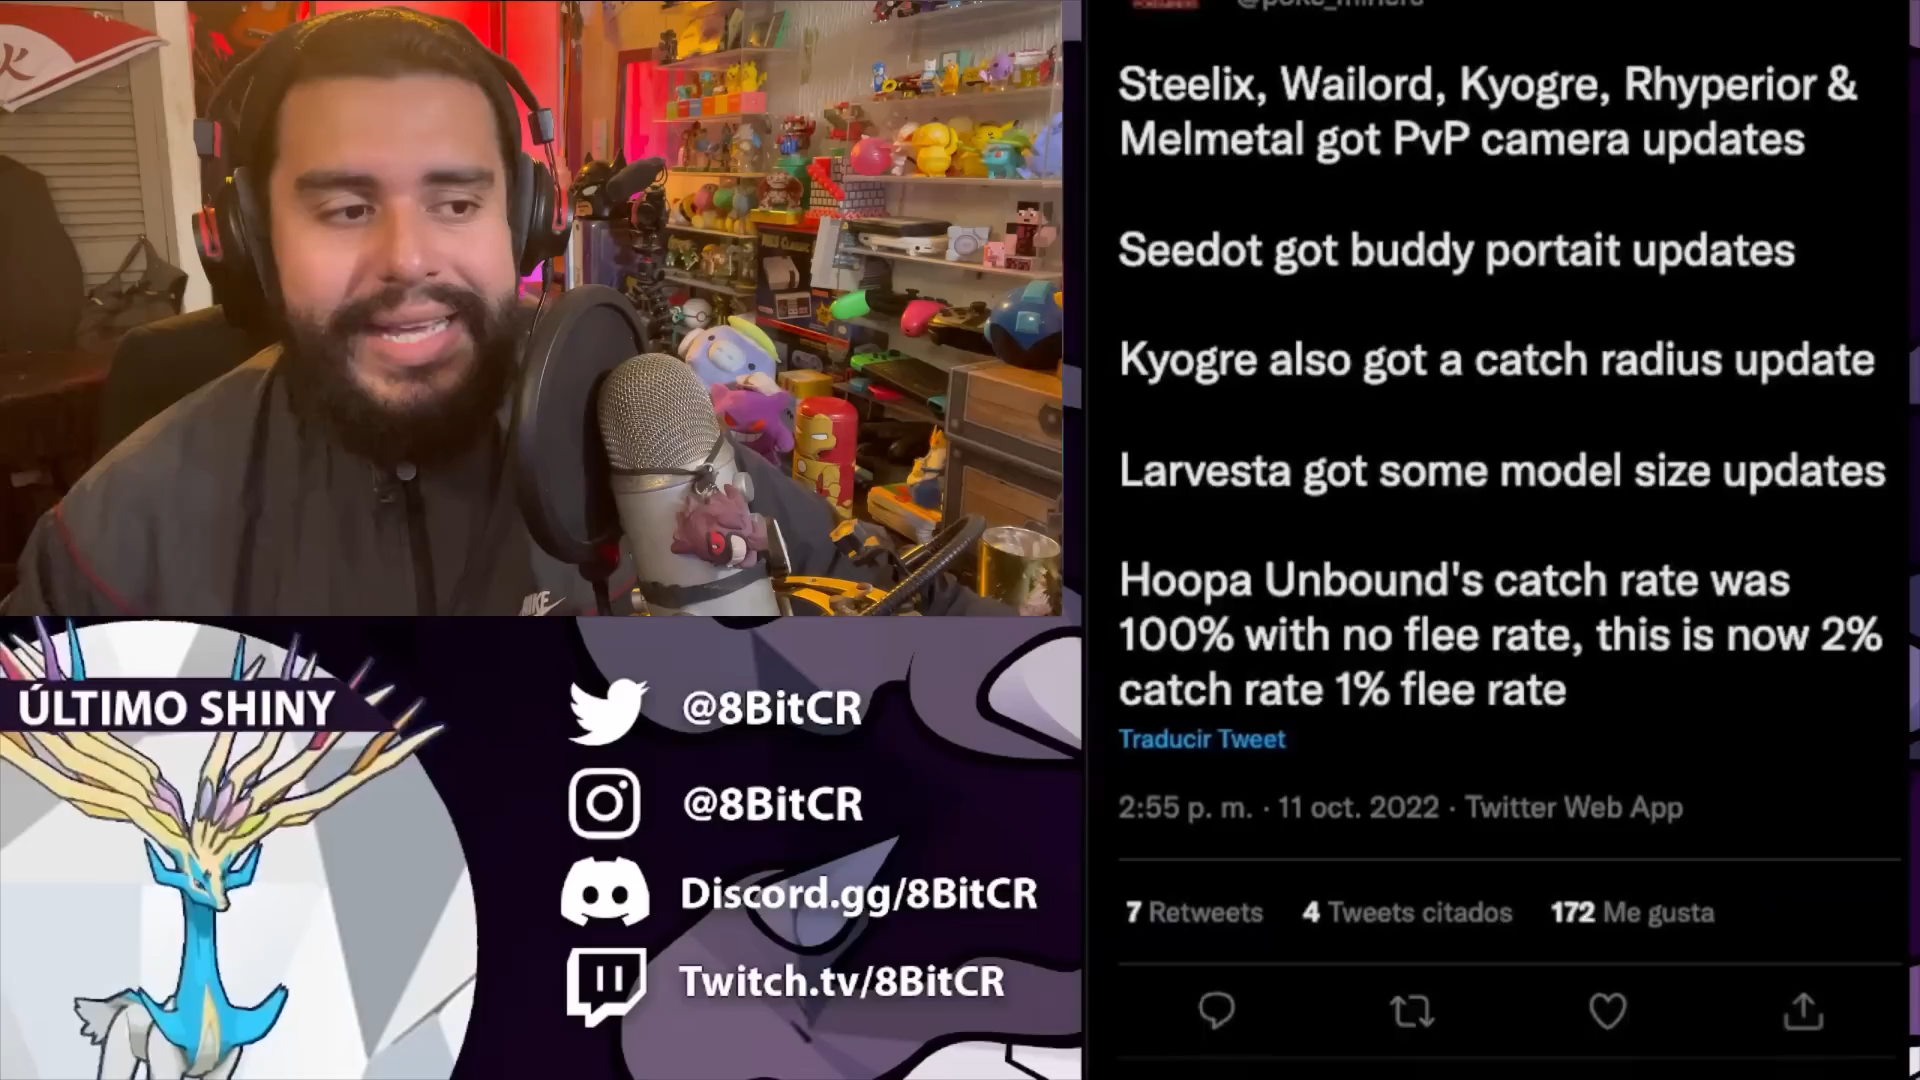 @poke_miners
Steelix, Wailord, Kyogre, Rhyperior &
Melmetal got PvP camera updates
Seedot got buddy portait updates
Kyogre also got a catch radius update
Larvesta got some model size updates
Hoopa Unbound's catch rate was
100% with no flee rate, this is now 2%
catch rate 1% flee rate
Traducir Tweet
2:55 p. m. · 11 oct. 2022 · Twitter Web App
7 Retweets 4 Tweets citados 172 Me gusta
火
NIKE
ÚLTIMO SHINY
@8BitCR
@8BitCR
Discord.gg/8BitCR
Twitch.tv/8BitCR